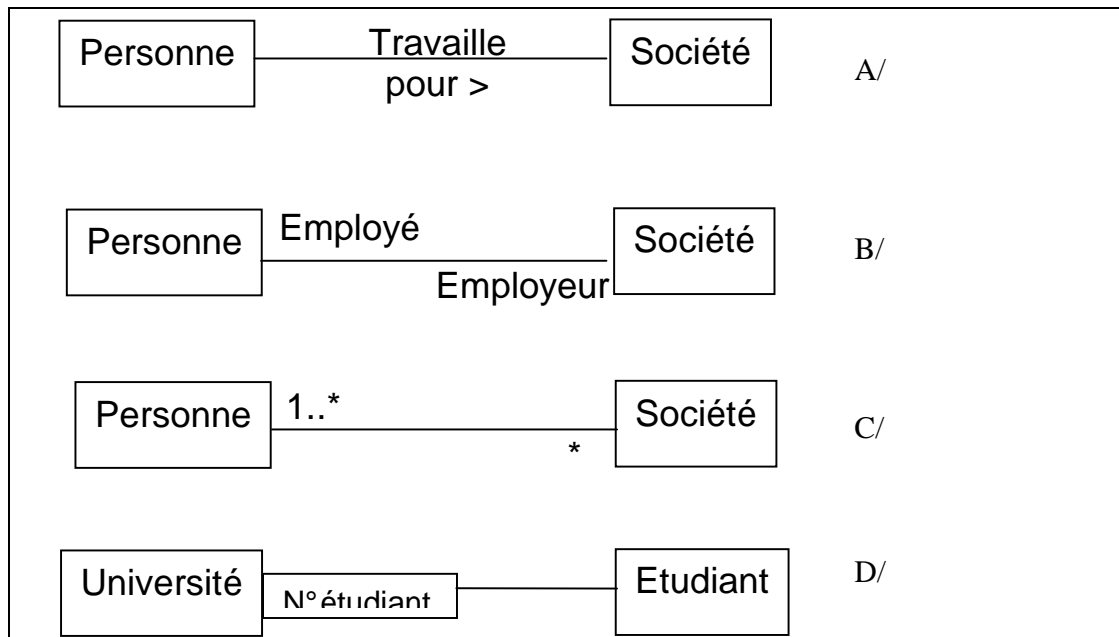 Personne Travaille pour > Société A/
Personne Employé Employeur Société B/
Personne 1..* * Société C/
Université N° étudiant Etudiant D/